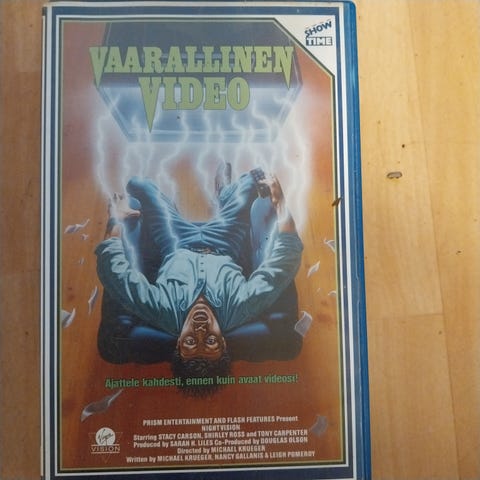 SHOW
TIME
VAARALLINEN
VIDEO
Ajattele kahdesti, ennen kuin avaat videosi!
PRISM ENTERTAINMENT AND FLASH FEATURES Present
NIGHTVISION
Starring STACY CARSON, SHIRLEY ROSS and TONY CARPENTER
Produced by SARAH H. LILES Co-Produced by DOUGLAS OLSON
Directed by MICHAEL KRUEGER
Written by MICHAEL KRUEGER, NANCY GALLANIS & LEIGH POMEROY
Virgin
VISION